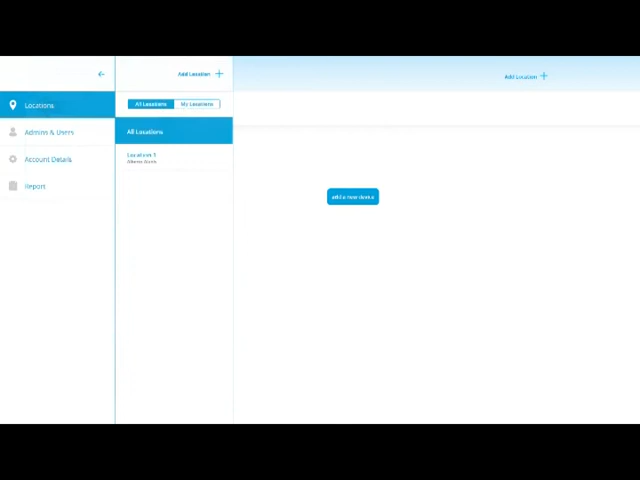 Add Location +
Add Location +
Locations
All Locations
My Locations
Admins & Users
All Locations
Account Details
Location 1
Report
add a new device